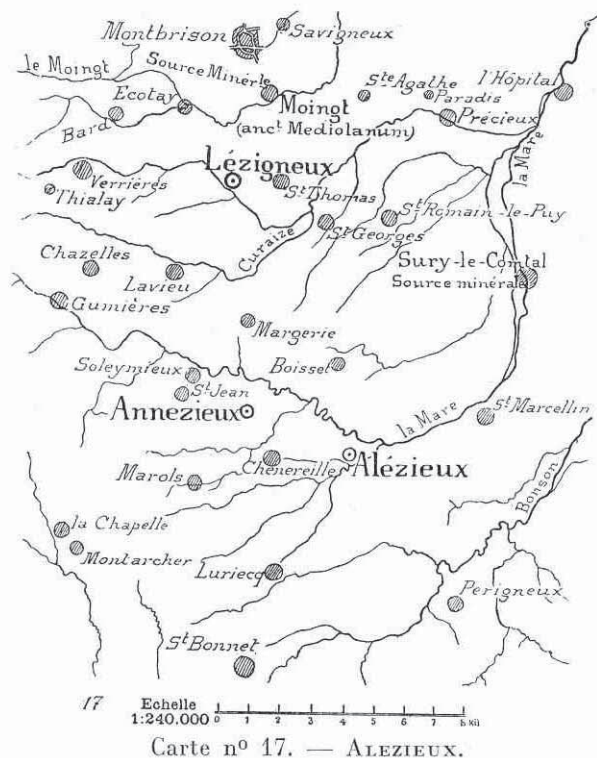 Montbrison
Savigneux
le Moingt
Source Minérle
Ste Agathe
Paradis
l'Hôpital
Ecotay
Moingt
(anct Mediolanum)
Précieux
Bard
la Mare
Lézigneux
Verrières
Thialay
St Thomas
St Romain-le-Puy
St Georges
Curaize
Chazelles
Lavieu
Sury-le-Comtal
Source minérale
Gumières
Margerie
Boisset
Soleymieux
St Jean
Annezieux
la Mare
St Marcellin
Chenereille
Alézieux
Marols
Bonson
la Chapelle
Montarcher
Luriecq
Périgneux
St Bonnet
17
Echelle
1:240.000
0 1 2 3 4 5 6 7 8 kil
Carte nº 17. — ALEZIEUX.